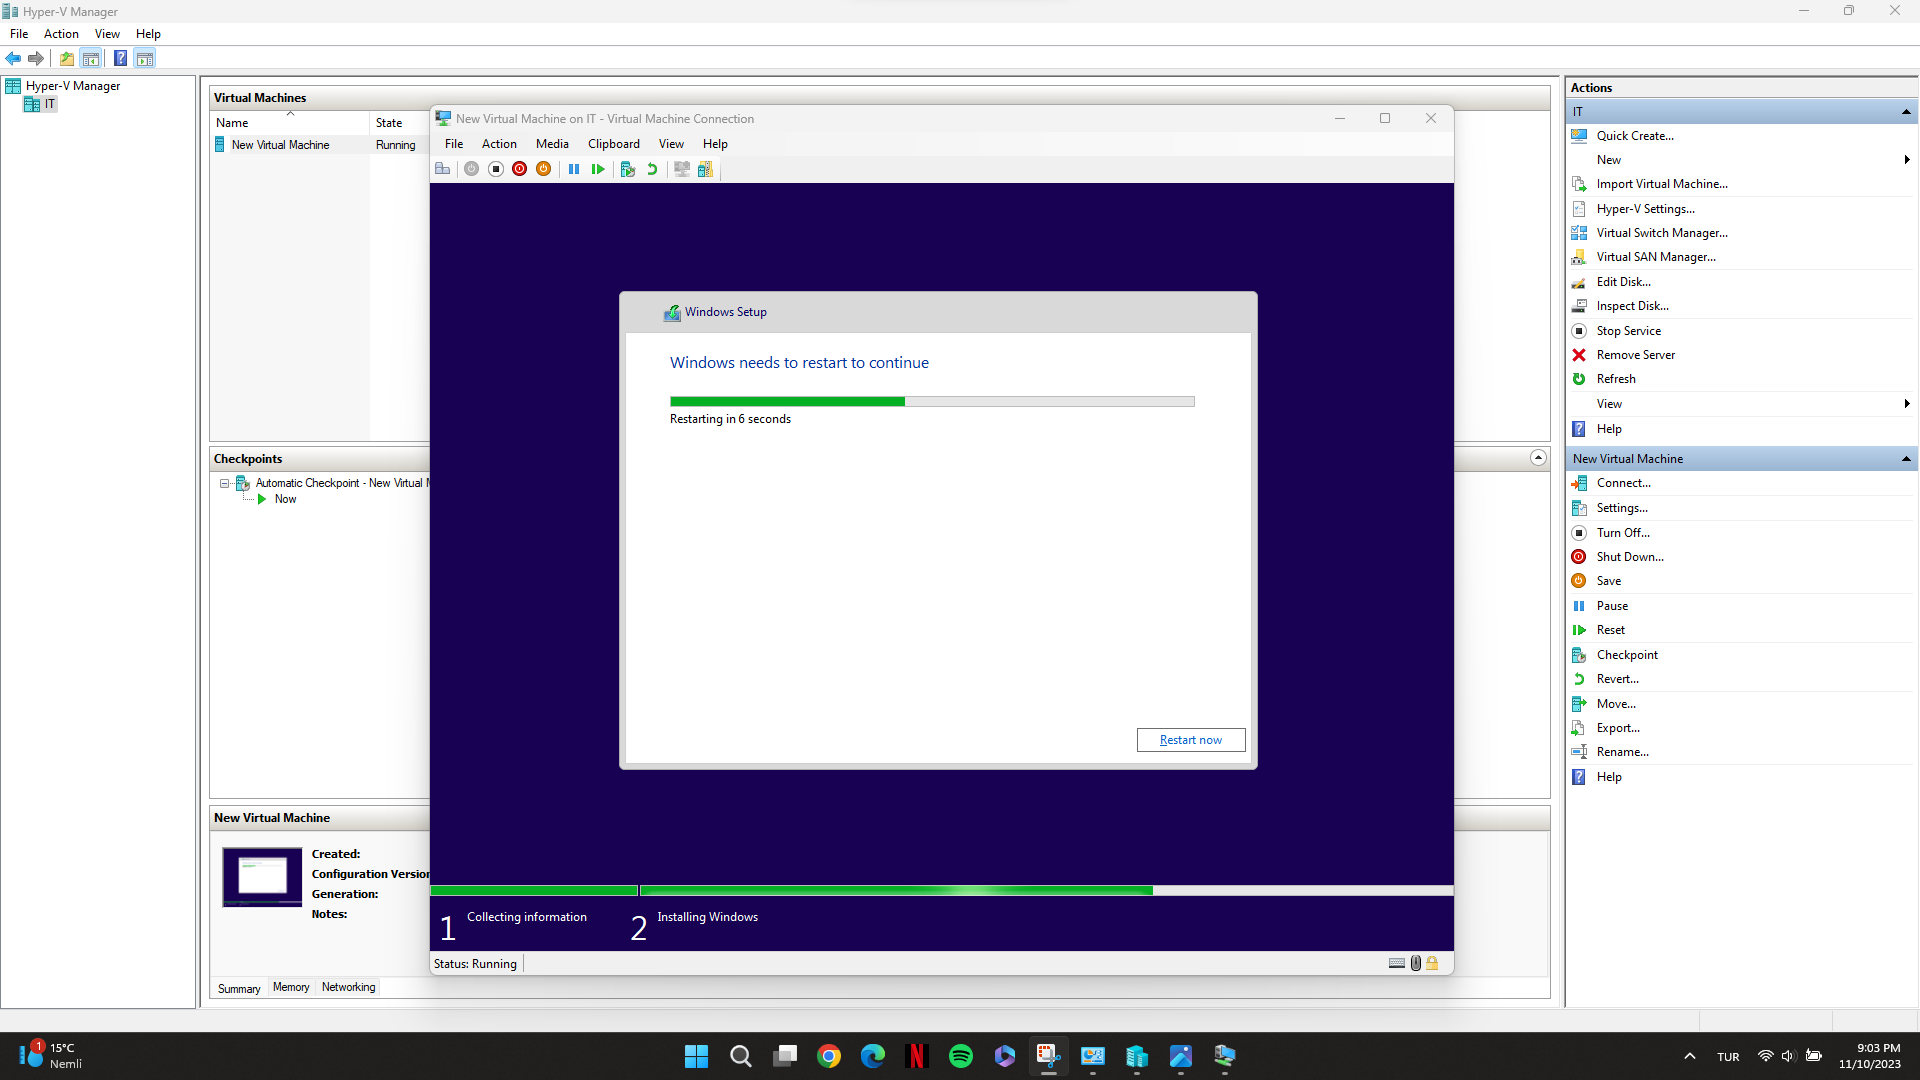 Hyper-V Manager
File Action View Help
Hyper-V Manager
IT
Virtual Machines
Name State
New Virtual Machine Running
Checkpoints
Automatic Checkpoint - New Virtual
Now
New Virtual Machine
Created:
Configuration Version
Generation:
Notes:
Summary Memory Networking
New Virtual Machine on IT - Virtual Machine Connection
File Action Media Clipboard View Help
Windows Setup
Windows needs to restart to continue
Restarting in 6 seconds
Restart now
1 Collecting information 2 Installing Windows
Status: Running
Actions
IT
Quick Create...
New
Import Virtual Machine...
Hyper-V Settings...
Virtual Switch Manager...
Virtual SAN Manager...
Edit Disk...
Inspect Disk...
Stop Service
Remove Server
Refresh
View
Help
New Virtual Machine
Connect...
Settings...
Turn Off...
Shut Down...
Save
Pause
Reset
Checkpoint
Revert...
Move...
Export...
Rename...
Help
1
15°C
Nemli
TUR
9:03 PM
11/10/2023